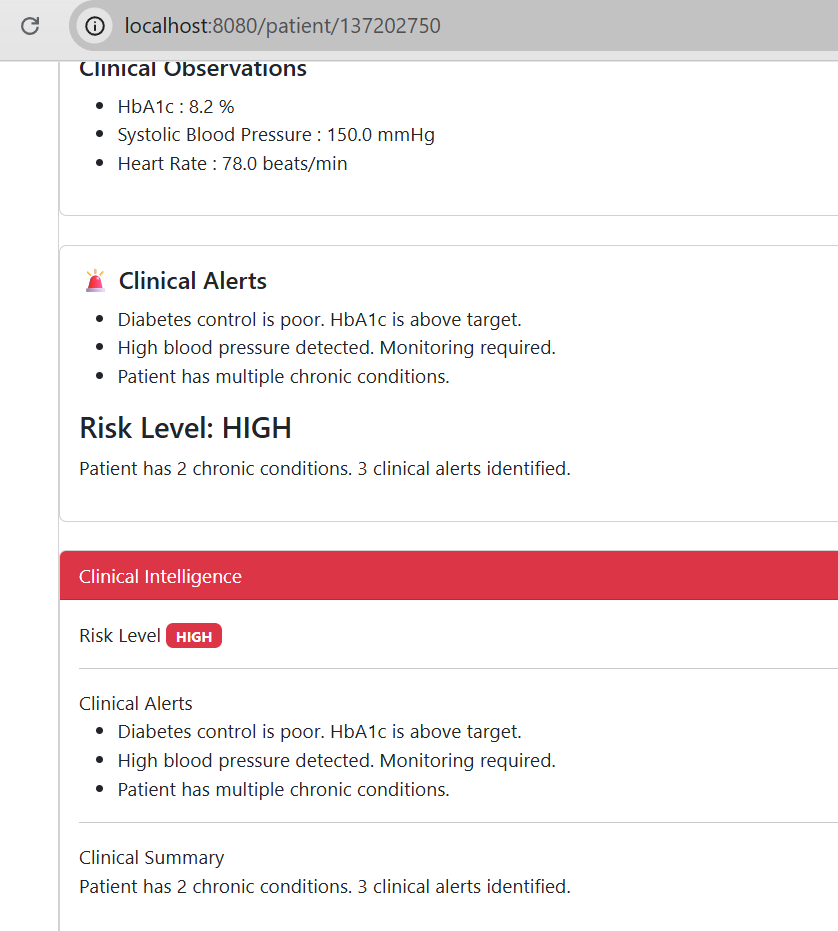 localhost:8080/patient/137202750
Clinical Observations
HbA1c : 8.2 %
Systolic Blood Pressure : 150.0 mmHg
Heart Rate : 78.0 beats/min
Clinical Alerts
Diabetes control is poor. HbA1c is above target.
High blood pressure detected. Monitoring required.
Patient has multiple chronic conditions.
Risk Level: HIGH
Patient has 2 chronic conditions. 3 clinical alerts identified.
Clinical Intelligence
Risk Level HIGH
Clinical Alerts
Diabetes control is poor. HbA1c is above target.
High blood pressure detected. Monitoring required.
Patient has multiple chronic conditions.
Clinical Summary
Patient has 2 chronic conditions. 3 clinical alerts identified.